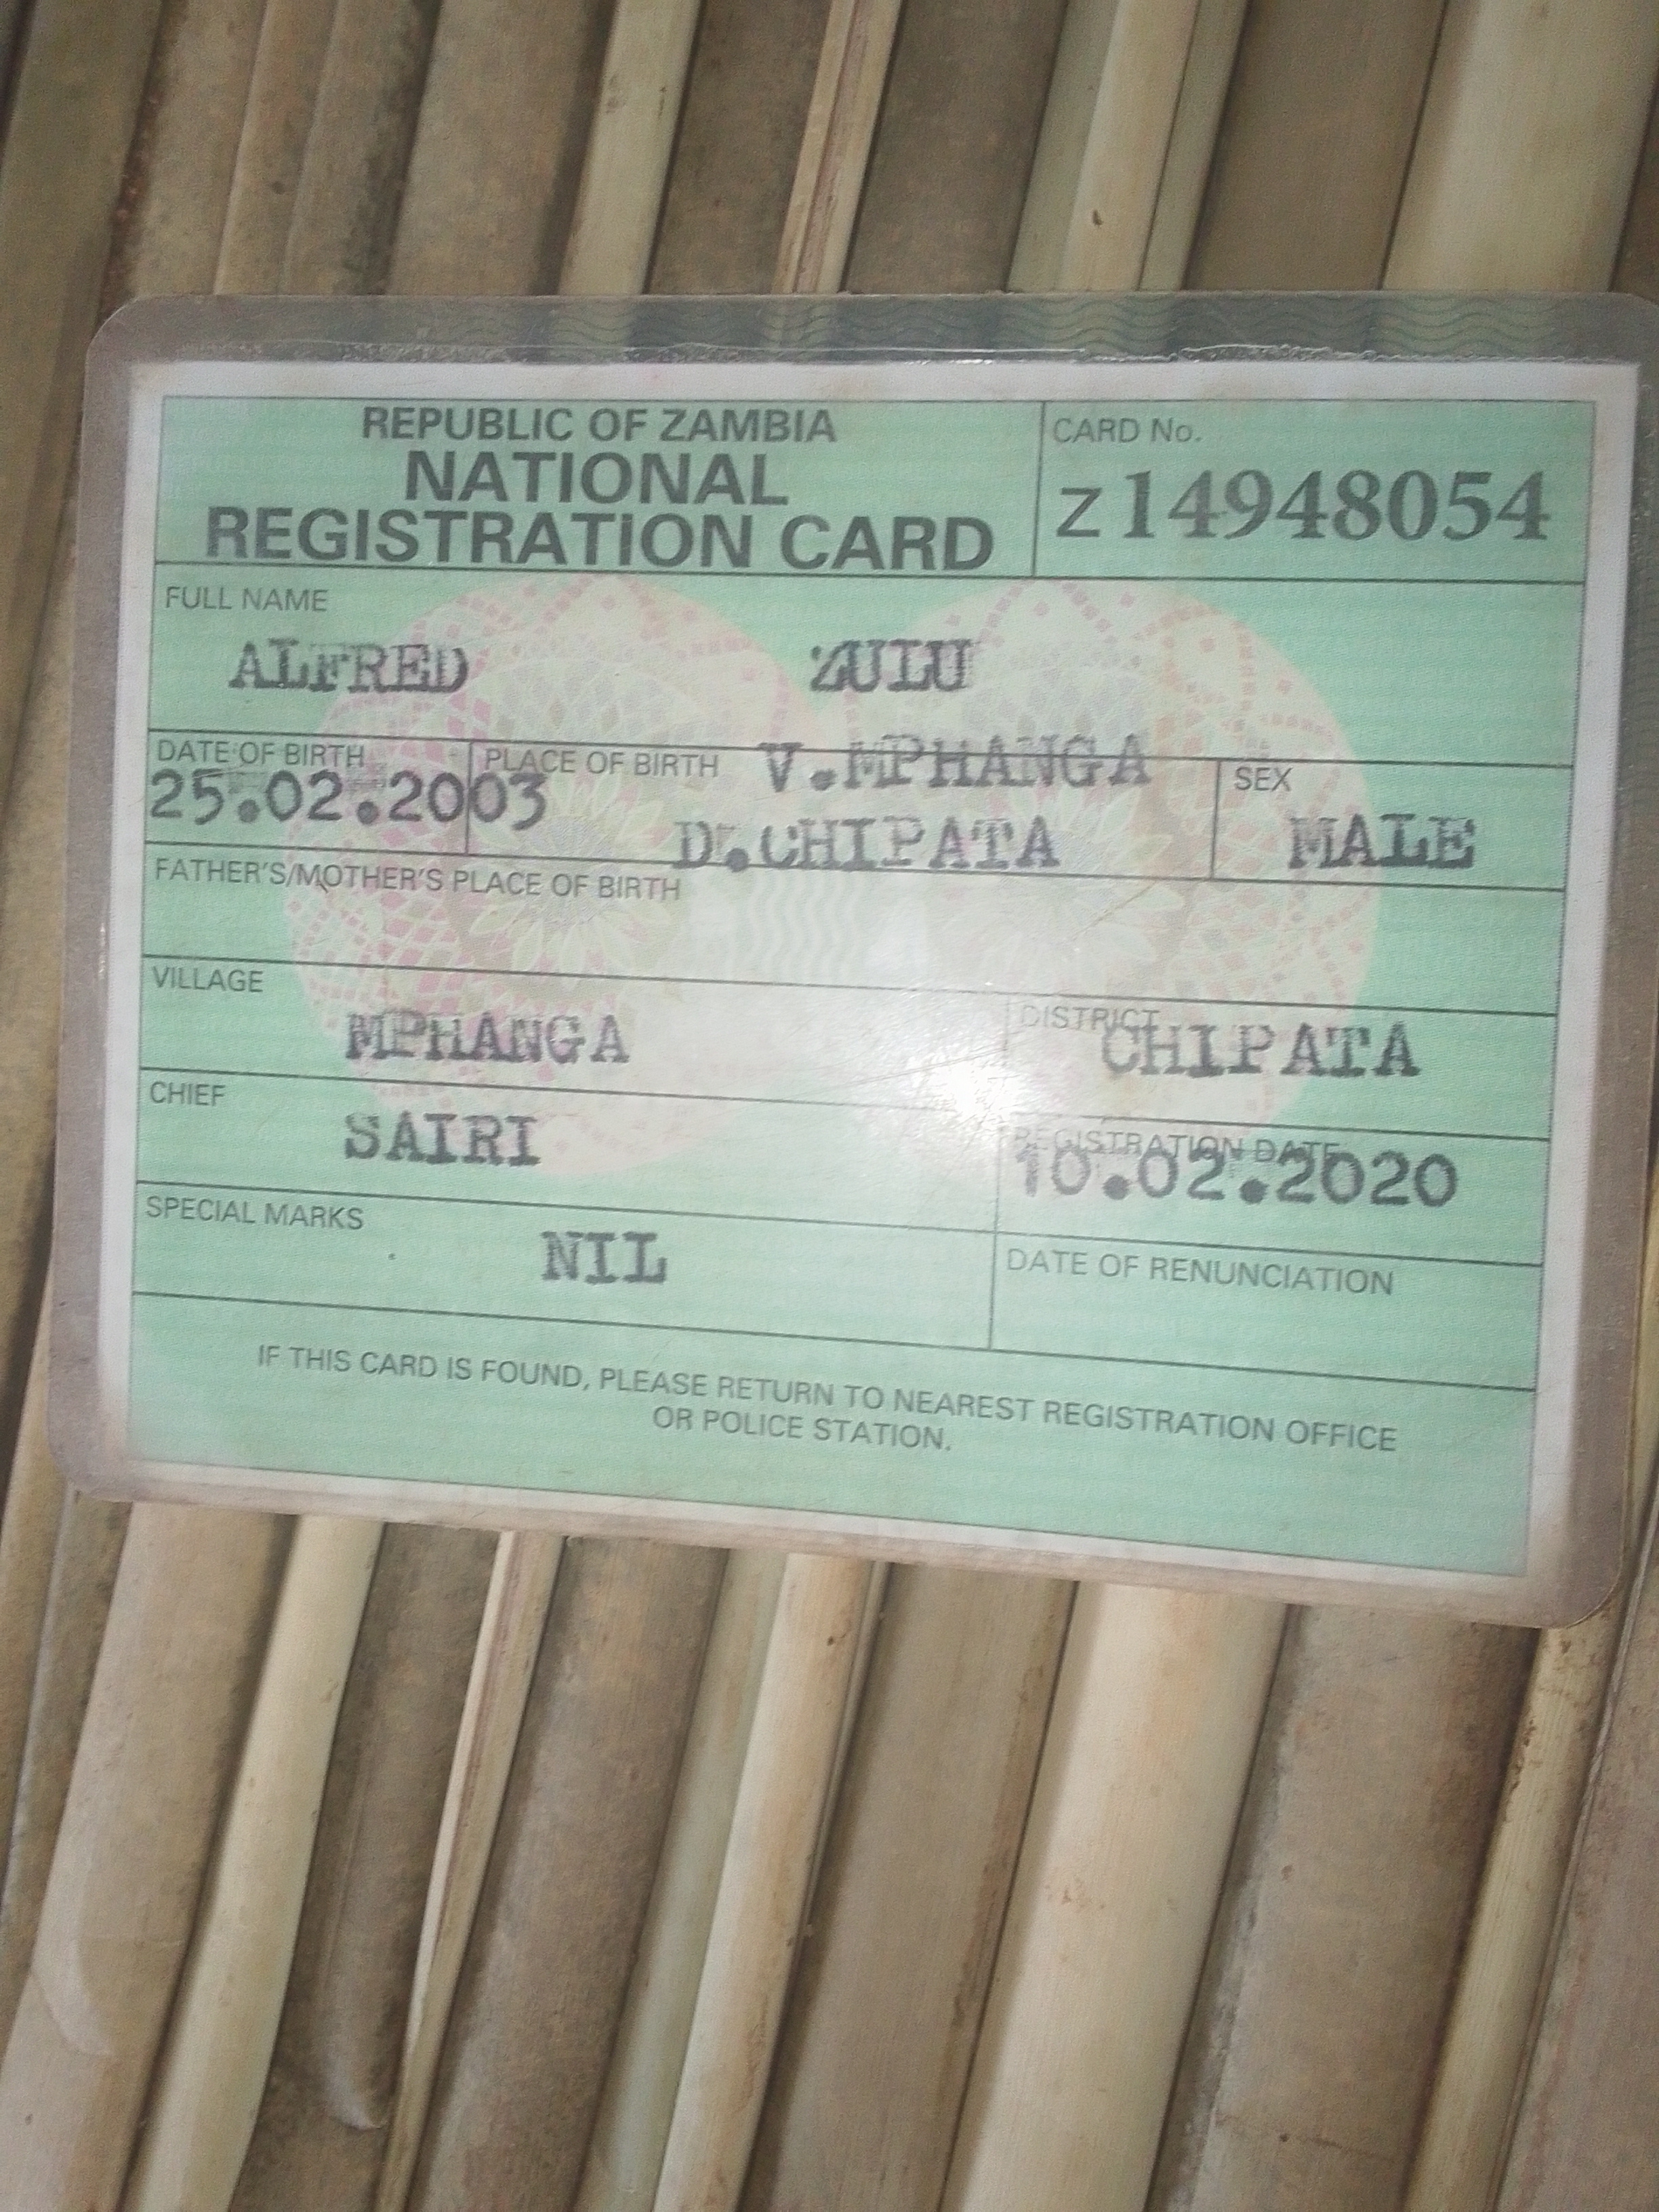 REPUBLIC OF ZAMBIA
NATIONAL
REGISTRATION CARD
CARD No.
Z14948054
FULL NAME
ALFRED ZULU
DATE OF BIRTH
25.02.2003
PLACE OF BIRTH V.MPHANGA
D.CHIPATA
SEX
MALE
FATHER'S/MOTHER'S PLACE OF BIRTH
VILLAGE
MPHANGA
DISTRICT
CHIPATA
CHIEF
SAIRI
REGISTRATION DATE
10.02.2020
SPECIAL MARKS
NIL
DATE OF RENUNCIATION
IF THIS CARD IS FOUND, PLEASE RETURN TO NEAREST REGISTRATION OFFICE
OR POLICE STATION.